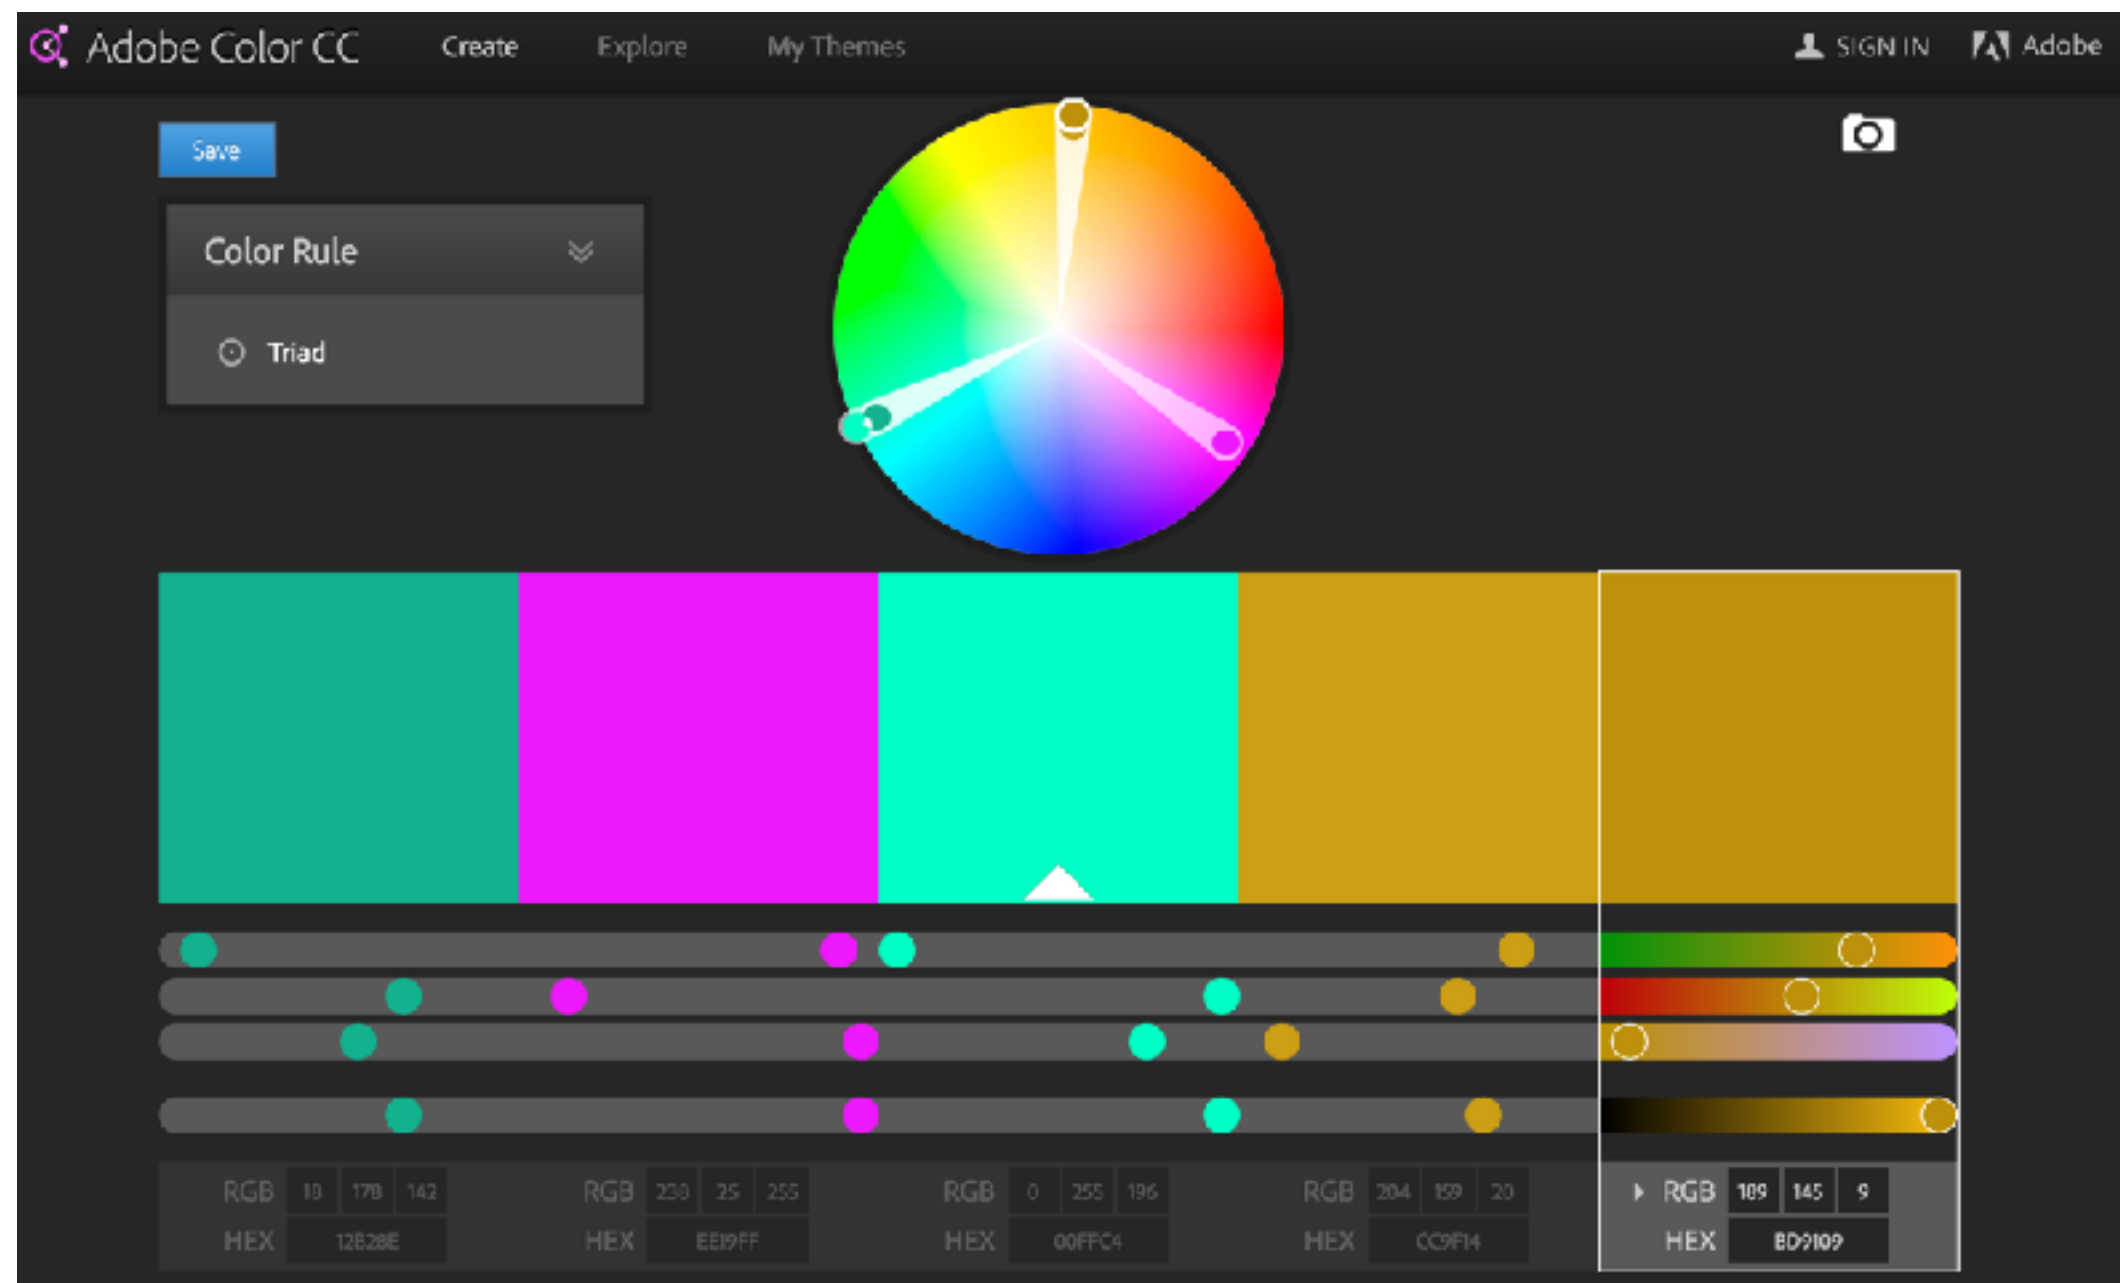 Adobe Color CC Create Explore My Themes SIGN IN Adobe
Save
Color Rule
Triad
RGB 18 178 142 RGB 238 25 255 RGB 0 255 196 RGB 204 159 20 RGB 189 145 9
HEX 12B28E HEX EE19FF HEX 00FFC4 HEX CC9F14 HEX BD9109